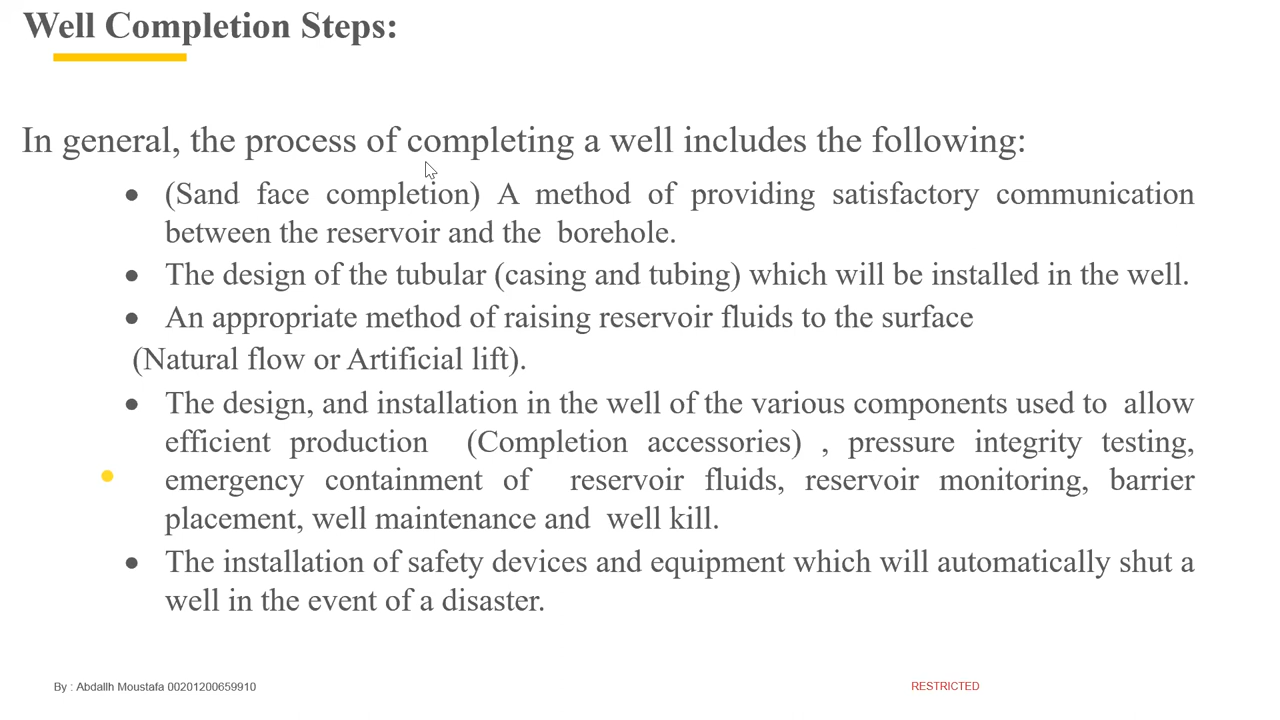 Well Completion Steps:
In general, the process of completing a well includes the following:
• (Sand face completion) A method of providing satisfactory communication
between the reservoir and the borehole.
• The design of the tubular (casing and tubing) which will be installed in the well.
• An appropriate method of raising reservoir fluids to the surface
(Natural flow or Artificial lift).
• The design, and installation in the well of the various components used to allow
efficient production (Completion accessories) , pressure integrity testing,
emergency containment of reservoir fluids, reservoir monitoring, barrier
placement, well maintenance and well kill.
• The installation of safety devices and equipment which will automatically shut a
well in the event of a disaster.
By : Abdallh Moustafa 00201200659910
RESTRICTED